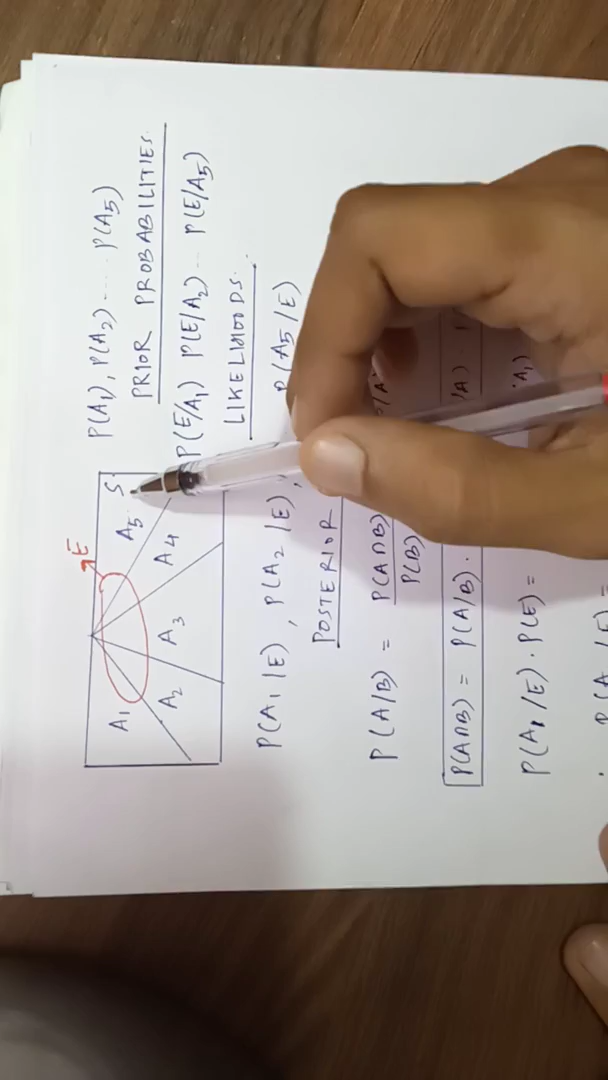 P(A₁), P(A₂) .... P(A₅)
PRIOR PROBABILITIES.
P(E/A₁) P(E/A₂) .. P(E/A₅)
LIKELIHOODS.
E
S
A₁
A₂
A₃
A₄
A₅
P(A₁/E), P(A₂/E), P(A₅/E)
POSTERIOR
P(A/B) = P(A∩B)
P(B)
P(A∩B) = P(A/B).
P(A₁/E). P(E) =